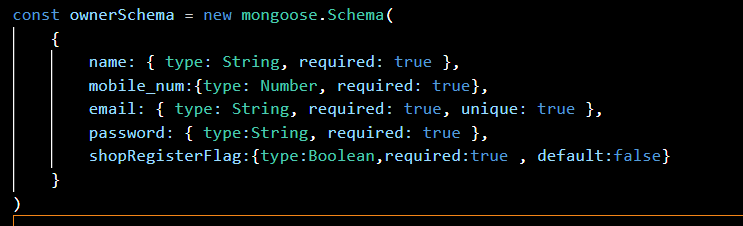 const ownerSchema = new mongoose.Schema(
{
name: { type: String, required: true },
mobile_num:{type: Number, required: true},
email: { type: String, required: true, unique: true },
password: { type:String, required: true },
shopRegisterFlag:{type:Boolean,required:true , default:false}
}
)